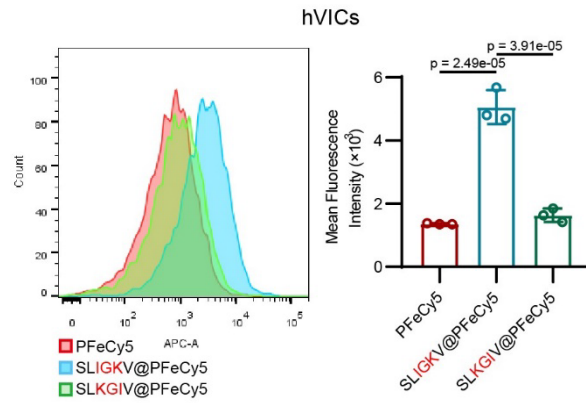 hVICs
Count
100
80
60
40
20
0
0
10²
10³
10⁴
10⁵
APC-A
PFeCy5
SLIGKV@PFeCy5
SLKGIV@PFeCy5
p = 2.49e-05
p = 3.91e-05
Mean Fluorescence
Intensity (×10³)
6
4
2
0
PFeCy5
SLIGKV@PFeCy5
SLKGIV@PFeCy5